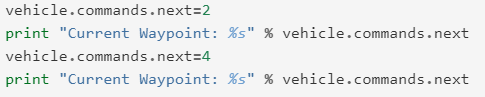 vehicle.commands.next=2
print "Current Waypoint: %s" % vehicle.commands.next
vehicle.commands.next=4
print "Current Waypoint: %s" % vehicle.commands.next